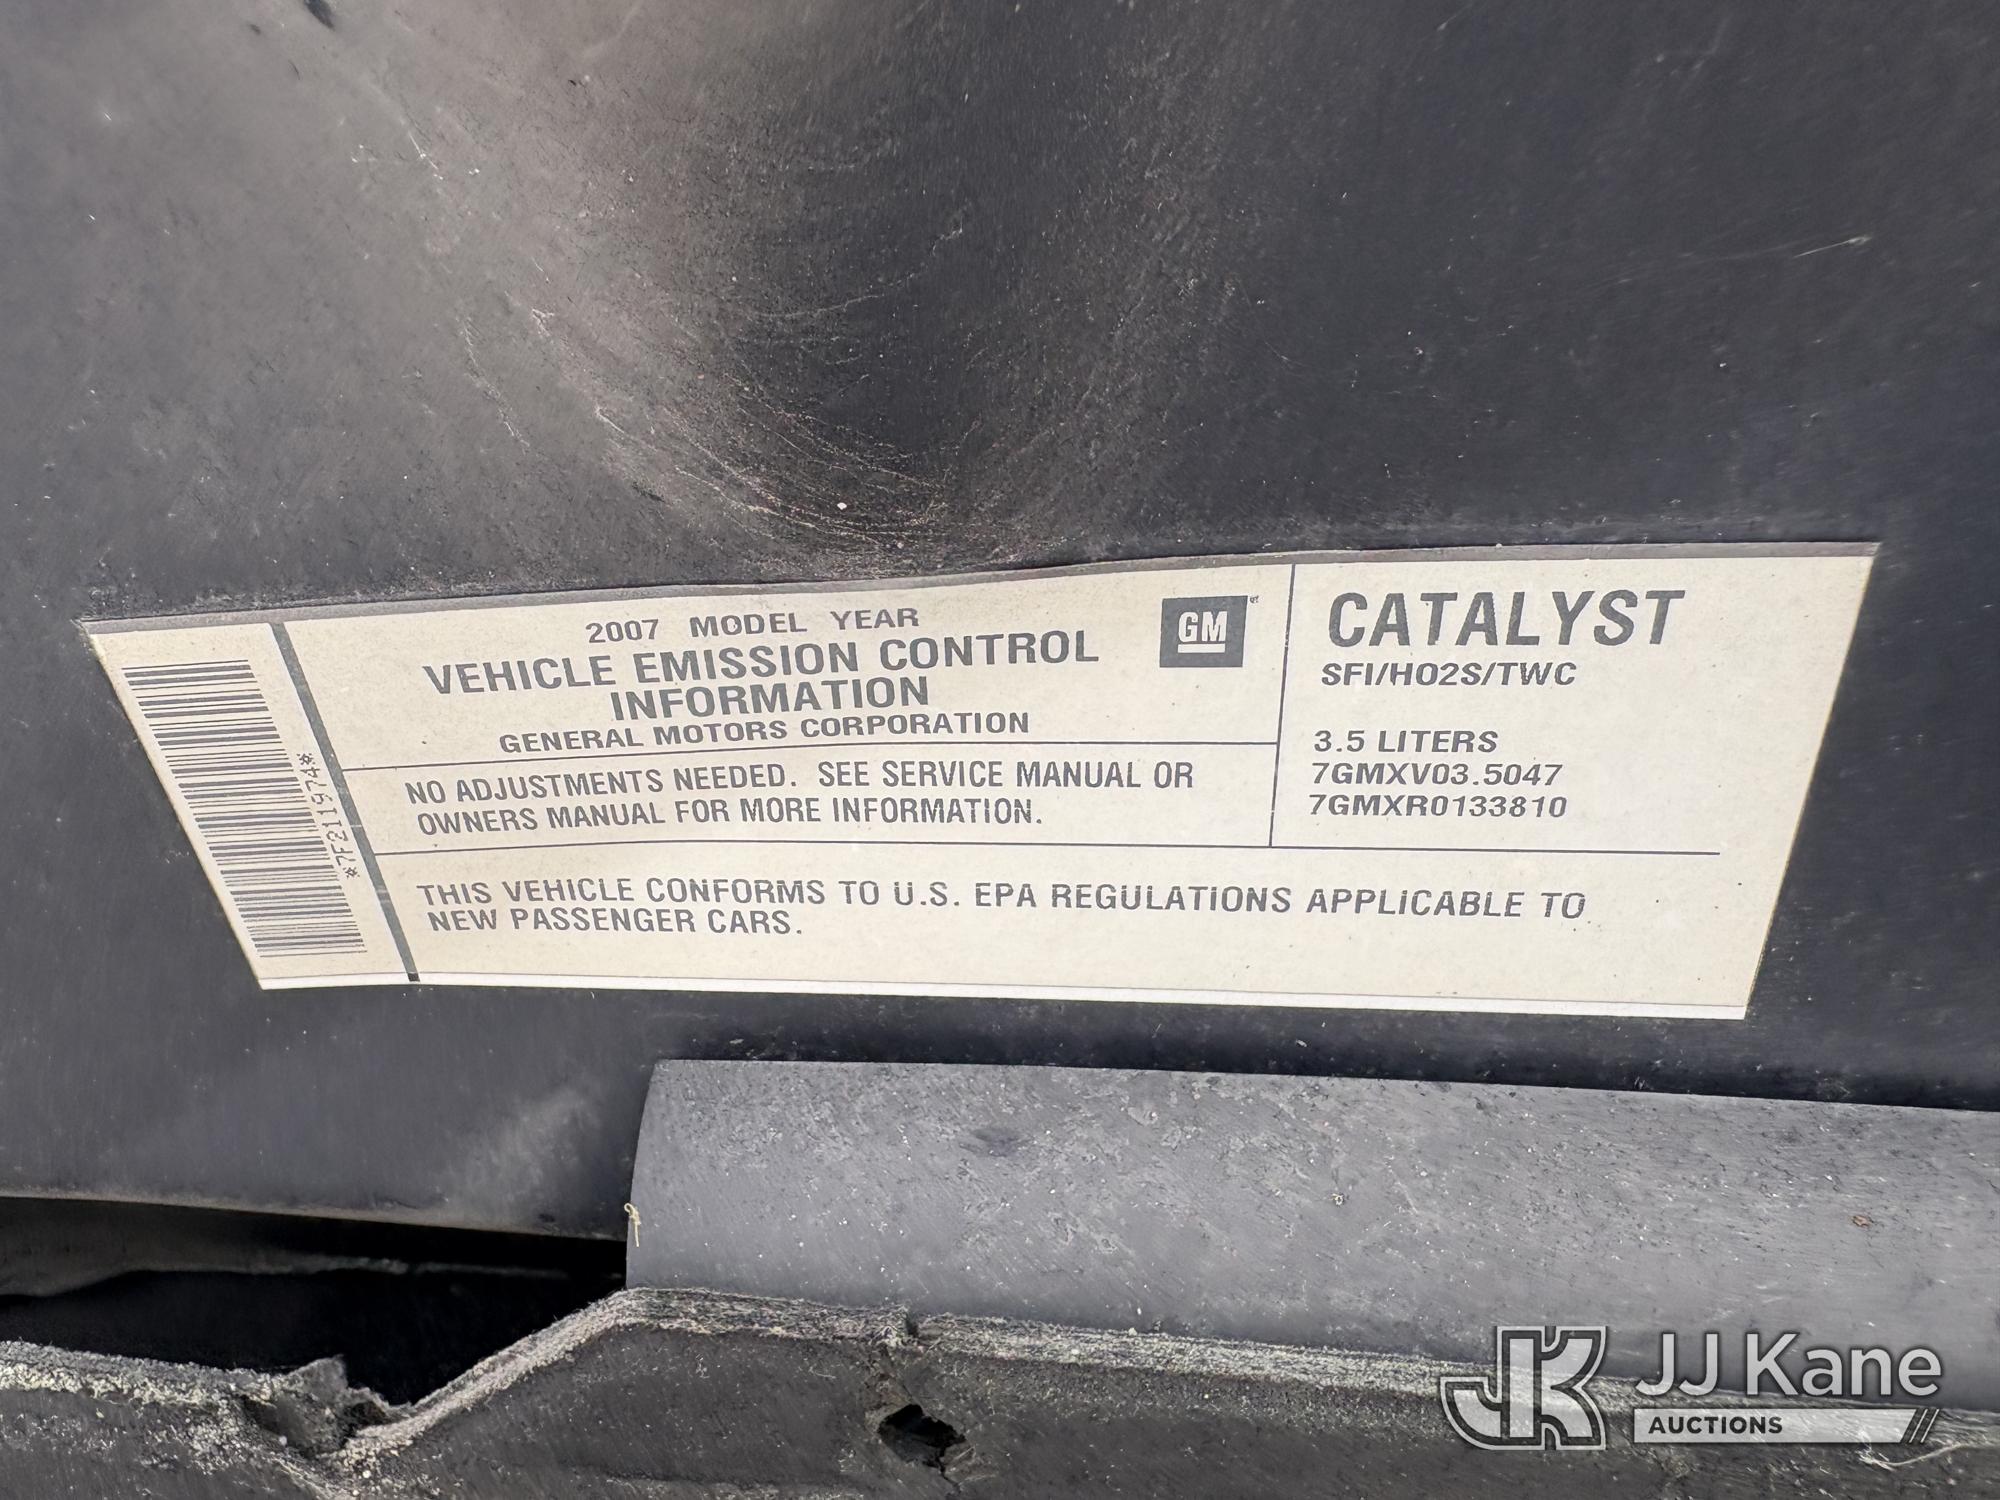 2007 MODEL YEAR
VEHICLE EMISSION CONTROL
INFORMATION
GENERAL MOTORS CORPORATION
GM
NO ADJUSTMENTS NEEDED. SEE SERVICE MANUAL OR
OWNERS MANUAL FOR MORE INFORMATION.
CATALYST
SFI/HO2S/TWC
3.5 LITERS
7GMXV03.5047
7GMXR0133810
THIS VEHICLE CONFORMS TO U.S. EPA REGULATIONS APPLICABLE TO
NEW PASSENGER CARS.
*7F211974*
JK
JJ Kane
AUCTIONS